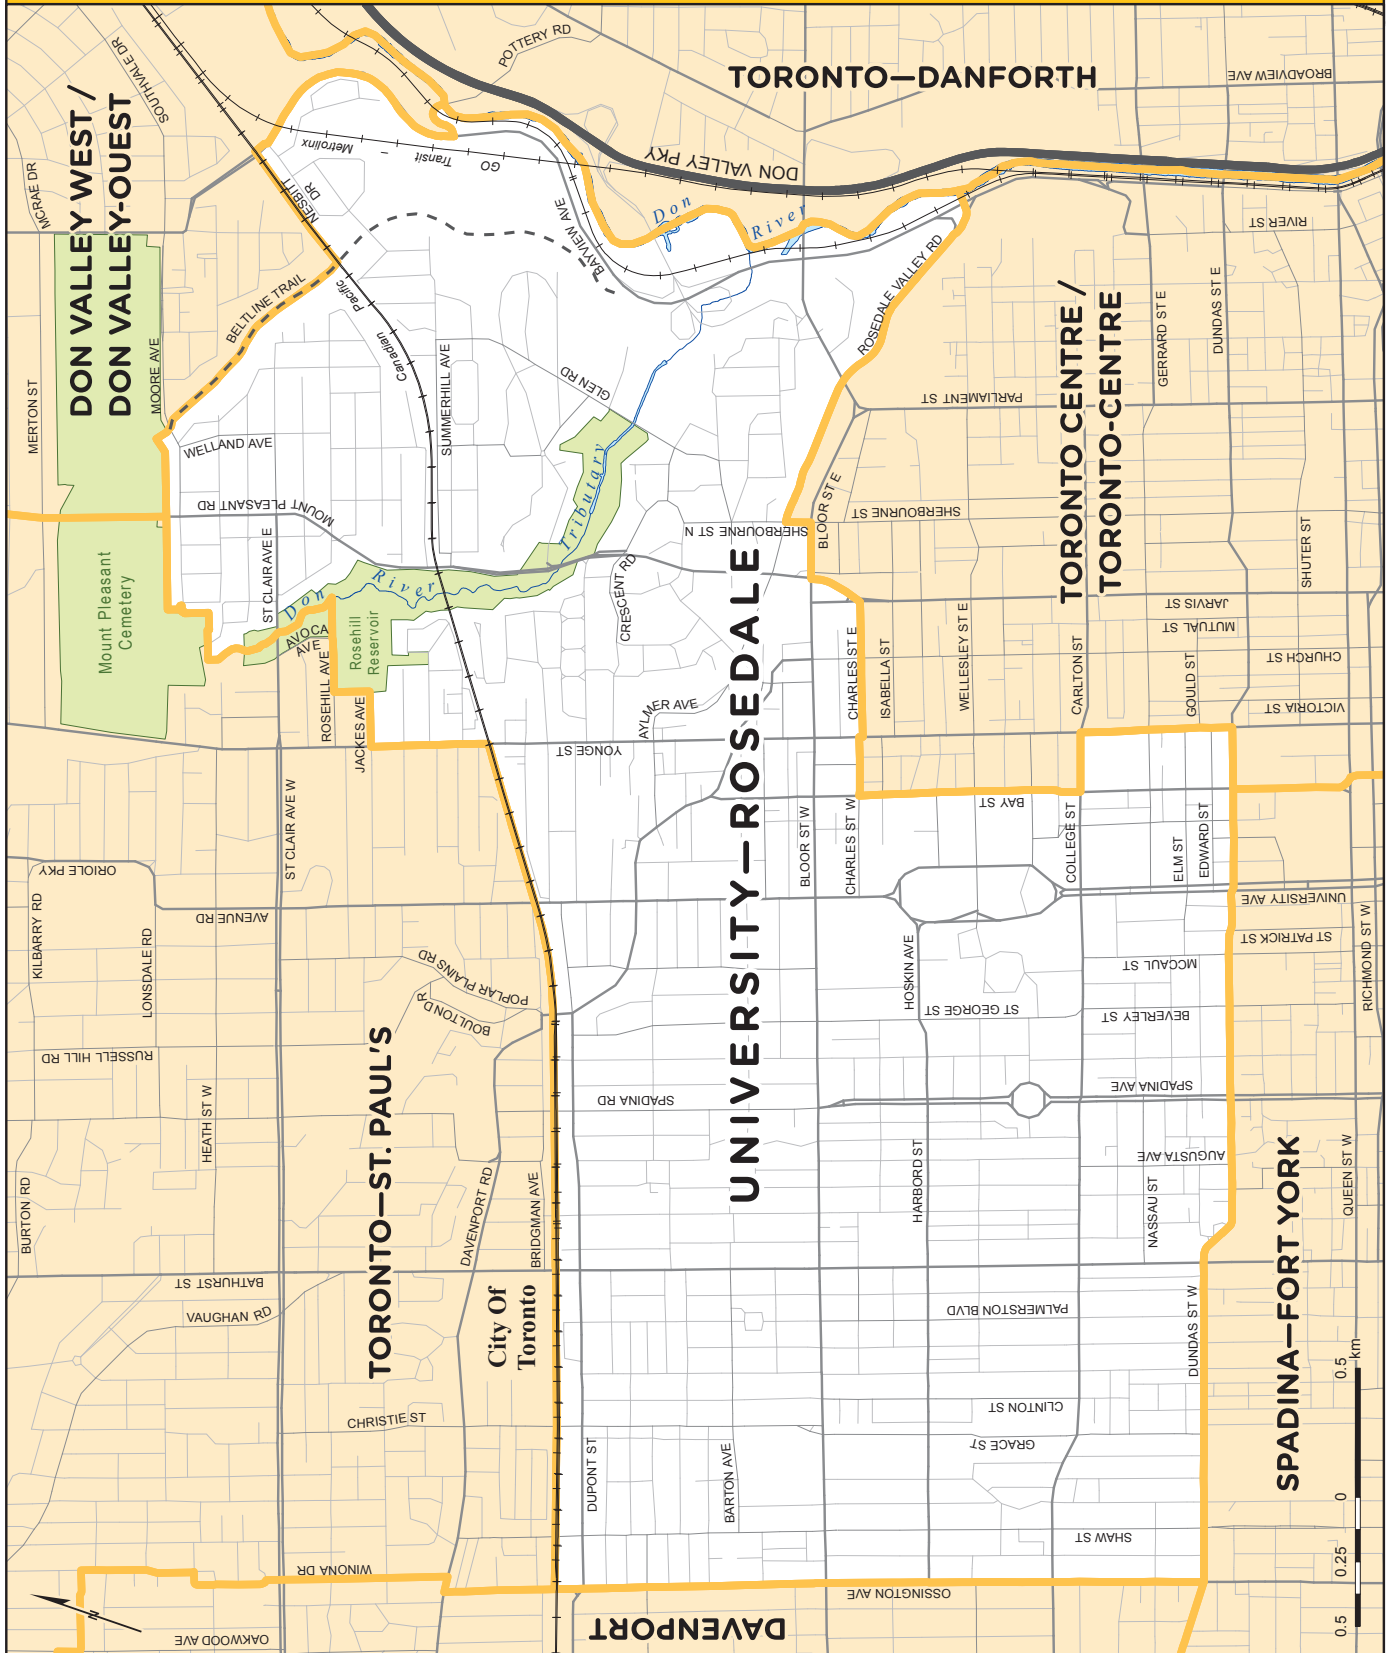 TORONTO—DANFORTH
BROADVIEW AVE
POTTERY RD
SOUTHVALE DR
MCRAE DR
DON VALLEY WEST /
DON VALLEY-OUEST
Metrolinx
–
Transit
GO
DON VALLEY PKY
NESBITT
DR
BAYVIEW AVE
Don
River
RIVER ST
ROSEDALE VALLEY RD
DUNDAS ST E
GERRARD ST E
TORONTO CENTRE /
TORONTO-CENTRE
BELTLINE TRAIL
Pacific
Canadian
MOORE AVE
MERTON ST
SUMMERHILL AVE
GLEN RD
PARLIAMENT ST
WELLAND AVE
MOUNT PLEASANT RD
MOUNT
Tributary
BLOOR ST E
SHERBOURNE ST
SHERBOURNE ST N
SHUTER ST
ST CLAIR AVE E
Mount Pleasant
Cemetery
Don
River
CRESCENT RD
JARVIS ST
MUTUAL ST
CHURCH ST
VICTORIA ST
AVOCA
AVE
Rosehill
Reservoir
ROSEHILL AVE
JACKES AVE
CHARLES ST E
ISABELLA ST
WELLESLEY ST E
CARLTON ST
GOULD ST
AYLMER AVE
YONGE ST
UNIVERSITY—ROSEDALE
BAY ST
ST CLAIR AVE W
BLOOR ST W
CHARLES ST W
COLLEGE ST
ELM ST
EDWARD ST
ORIOLE PKY
KILBARRY RD
AVENUE RD
UNIVERSITY AVE
ST PATRICK ST
RICHMOND ST W
LONSDALE RD
POPLAR PLAINS RD
BOULTON DR
HOSKIN AVE
MCCAUL ST
ST GEORGE ST
BEVERLEY ST
RUSSELL HILL RD
TORONTO—ST. PAUL'S
SPADINA RD
SPADINA AVE
HEATH ST W
BURTON RD
DAVENPORT RD
BRIDGMAN AVE
HARBORD ST
AUGUSTA AVE
NASSAU ST
QUEEN ST W
SPADINA—FORT YORK
BATHURST ST
VAUGHAN RD
City Of
Toronto
PALMERSTON BLVD
DUNDAS ST W
CHRISTIE ST
CLINTON ST
GRACE ST
DUPONT ST
BARTON AVE
SHAW ST
WINONA DR
OSSINGTON AVE
OAKWOOD AVE
DAVENPORT
N
0.5 0.25 0 0.5
km